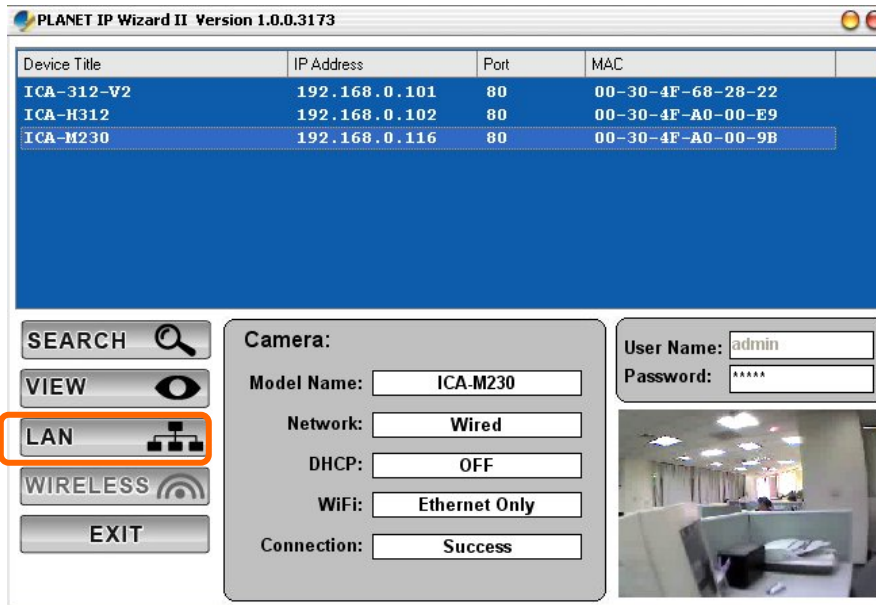 PLANET IP Wizard II Version 1.0.0.3173
Device Title IP Address Port MAC
ICA-312-V2 192.168.0.101 80 00-30-4F-68-28-22
ICA-H312 192.168.0.102 80 00-30-4F-A0-00-E9
ICA-M230 192.168.0.116 80 00-30-4F-A0-00-9B
SEARCH
VIEW
LAN
WIRELESS
EXIT
Camera:
Model Name: ICA-M230
Network: Wired
DHCP: OFF
WiFi: Ethernet Only
Connection: Success
User Name: admin
Password: *****